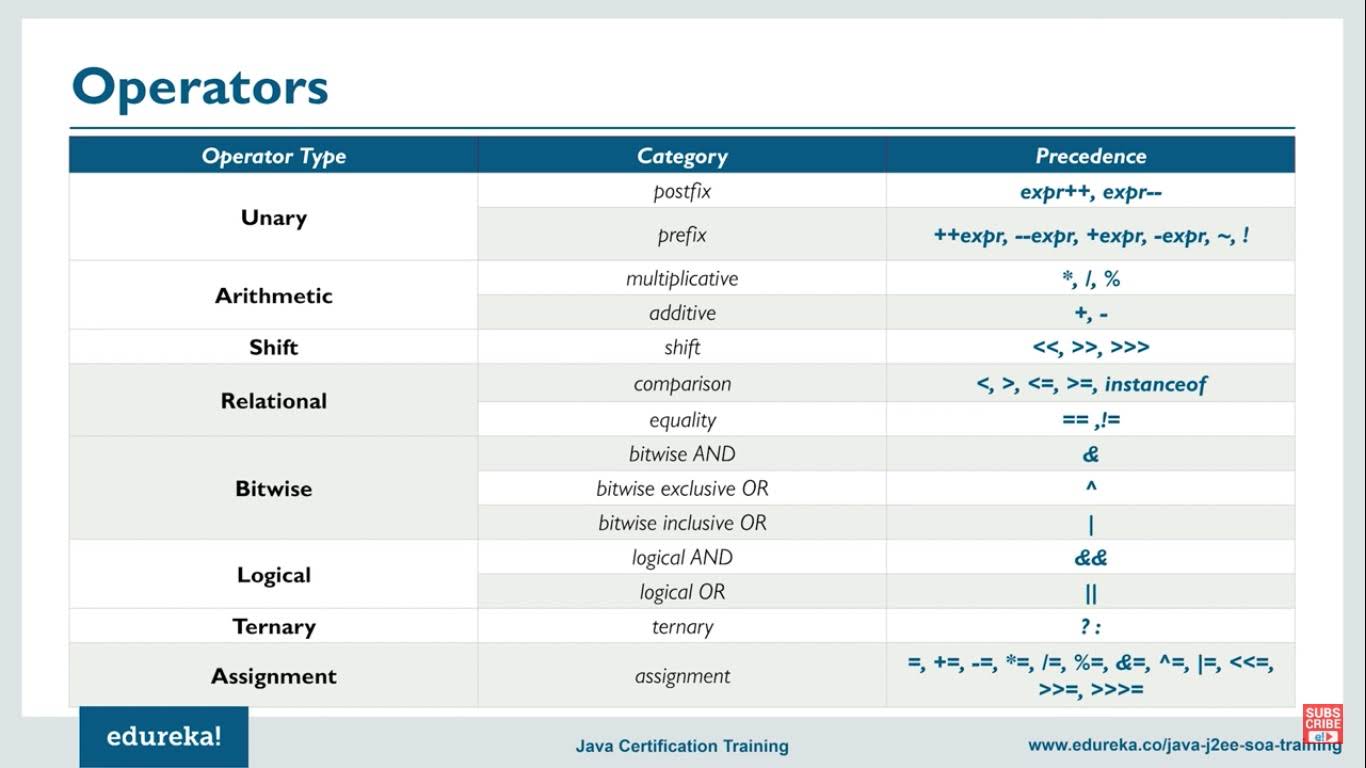 Operators
Operator Type Category Precedence
Unary
postfix expr++, expr--
prefix ++expr, --expr, +expr, -expr, ~, !
Arithmetic
multiplicative *, /, %
additive +, -
Shift shift <<, >>, >>>
Relational
comparison <, >, <=, >=, instanceof
equality == ,!=
Bitwise
bitwise AND &
bitwise exclusive OR ^
bitwise inclusive OR |
Logical
logical AND &&
logical OR ||
Ternary ternary ? :
Assignment assignment =, +=, -=, *=, /=, %=, &=, ^=, |=, <<=,
>>=, >>>=
edureka!
Java Certification Training
www.edureka.co/java-j2ee-soa-training
SUBS
CRIBE
e!